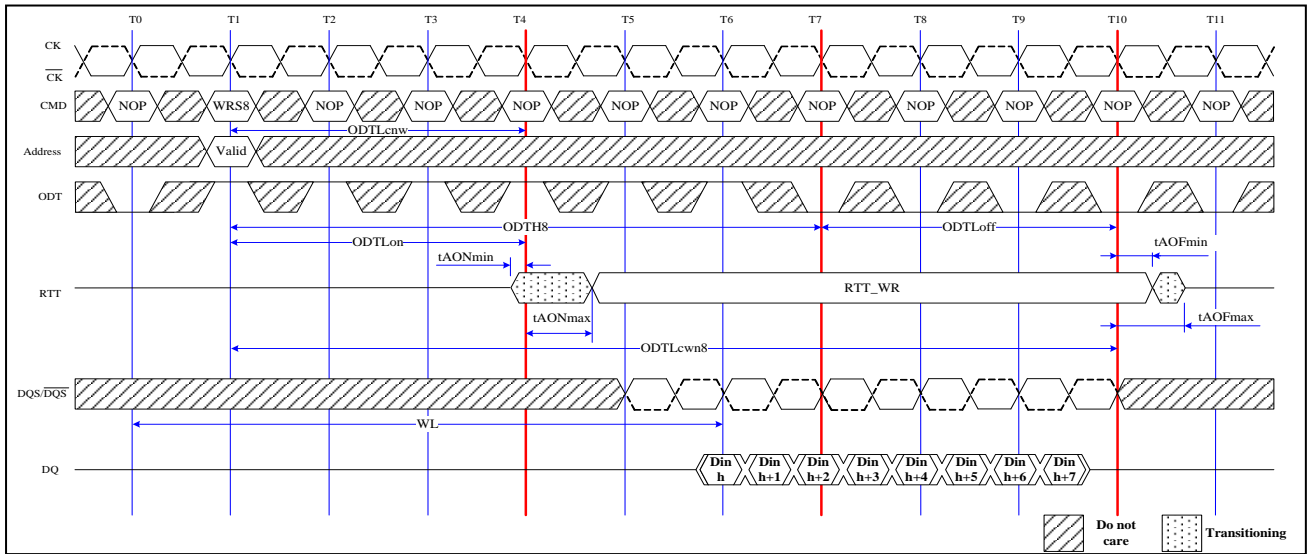 T0 T1 T2 T3 T4 T5 T6 T7 T8 T9 T10 T11
CK
CK
CMD NOP WRS8 NOP NOP NOP NOP NOP NOP NOP NOP NOP NOP
ODTLcnw
Address Valid
ODT
ODTH8 ODTLoff
ODTLon
tAONmin tAOFmin
RTT RTT_WR
tAONmax tAOFmax
ODTLcwn8
DQS/DQS
WL
DQ Din h Din h+1 Din h+2 Din h+3 Din h+4 Din h+5 Din h+6 Din h+7
Do not care Transitioning